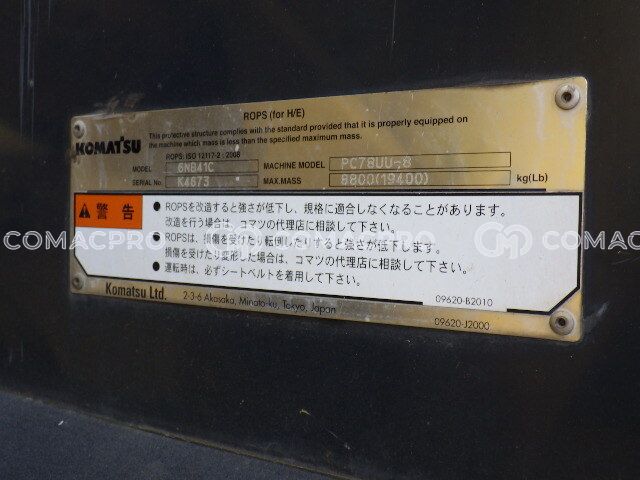 ROPS (for H/E)
This protective structure complies with the standard provided that it is properly equipped on
the machine which mass is less than the specified maximum mass.
KOMATSU
ROPS: ISO 12117-2 : 2008
MODEL 6NB41C MACHINE MODEL PC78UU-8
SERIAL No. K4673 MAX.MASS 8800(19400) kg(Lb)
警告
● ROPSを改造すると強さが低下し、規格に適合しなくなることがあります。
改造を行う場合は、コマツの代理店に相談して下さい。
● ROPSは、損傷を受けたり転倒したりすると強さが低下します。
損傷を受けたり変形した場合は、コマツの代理店に相談して下さい。
● 運転時は、必ずシートベルトを着用して下さい。
09620-B2010
Komatsu Ltd. 2-3-6 Akasaka, Minato-ku, Tokyo, Japan
09620-J2000
COMACPRO
COMACPRO